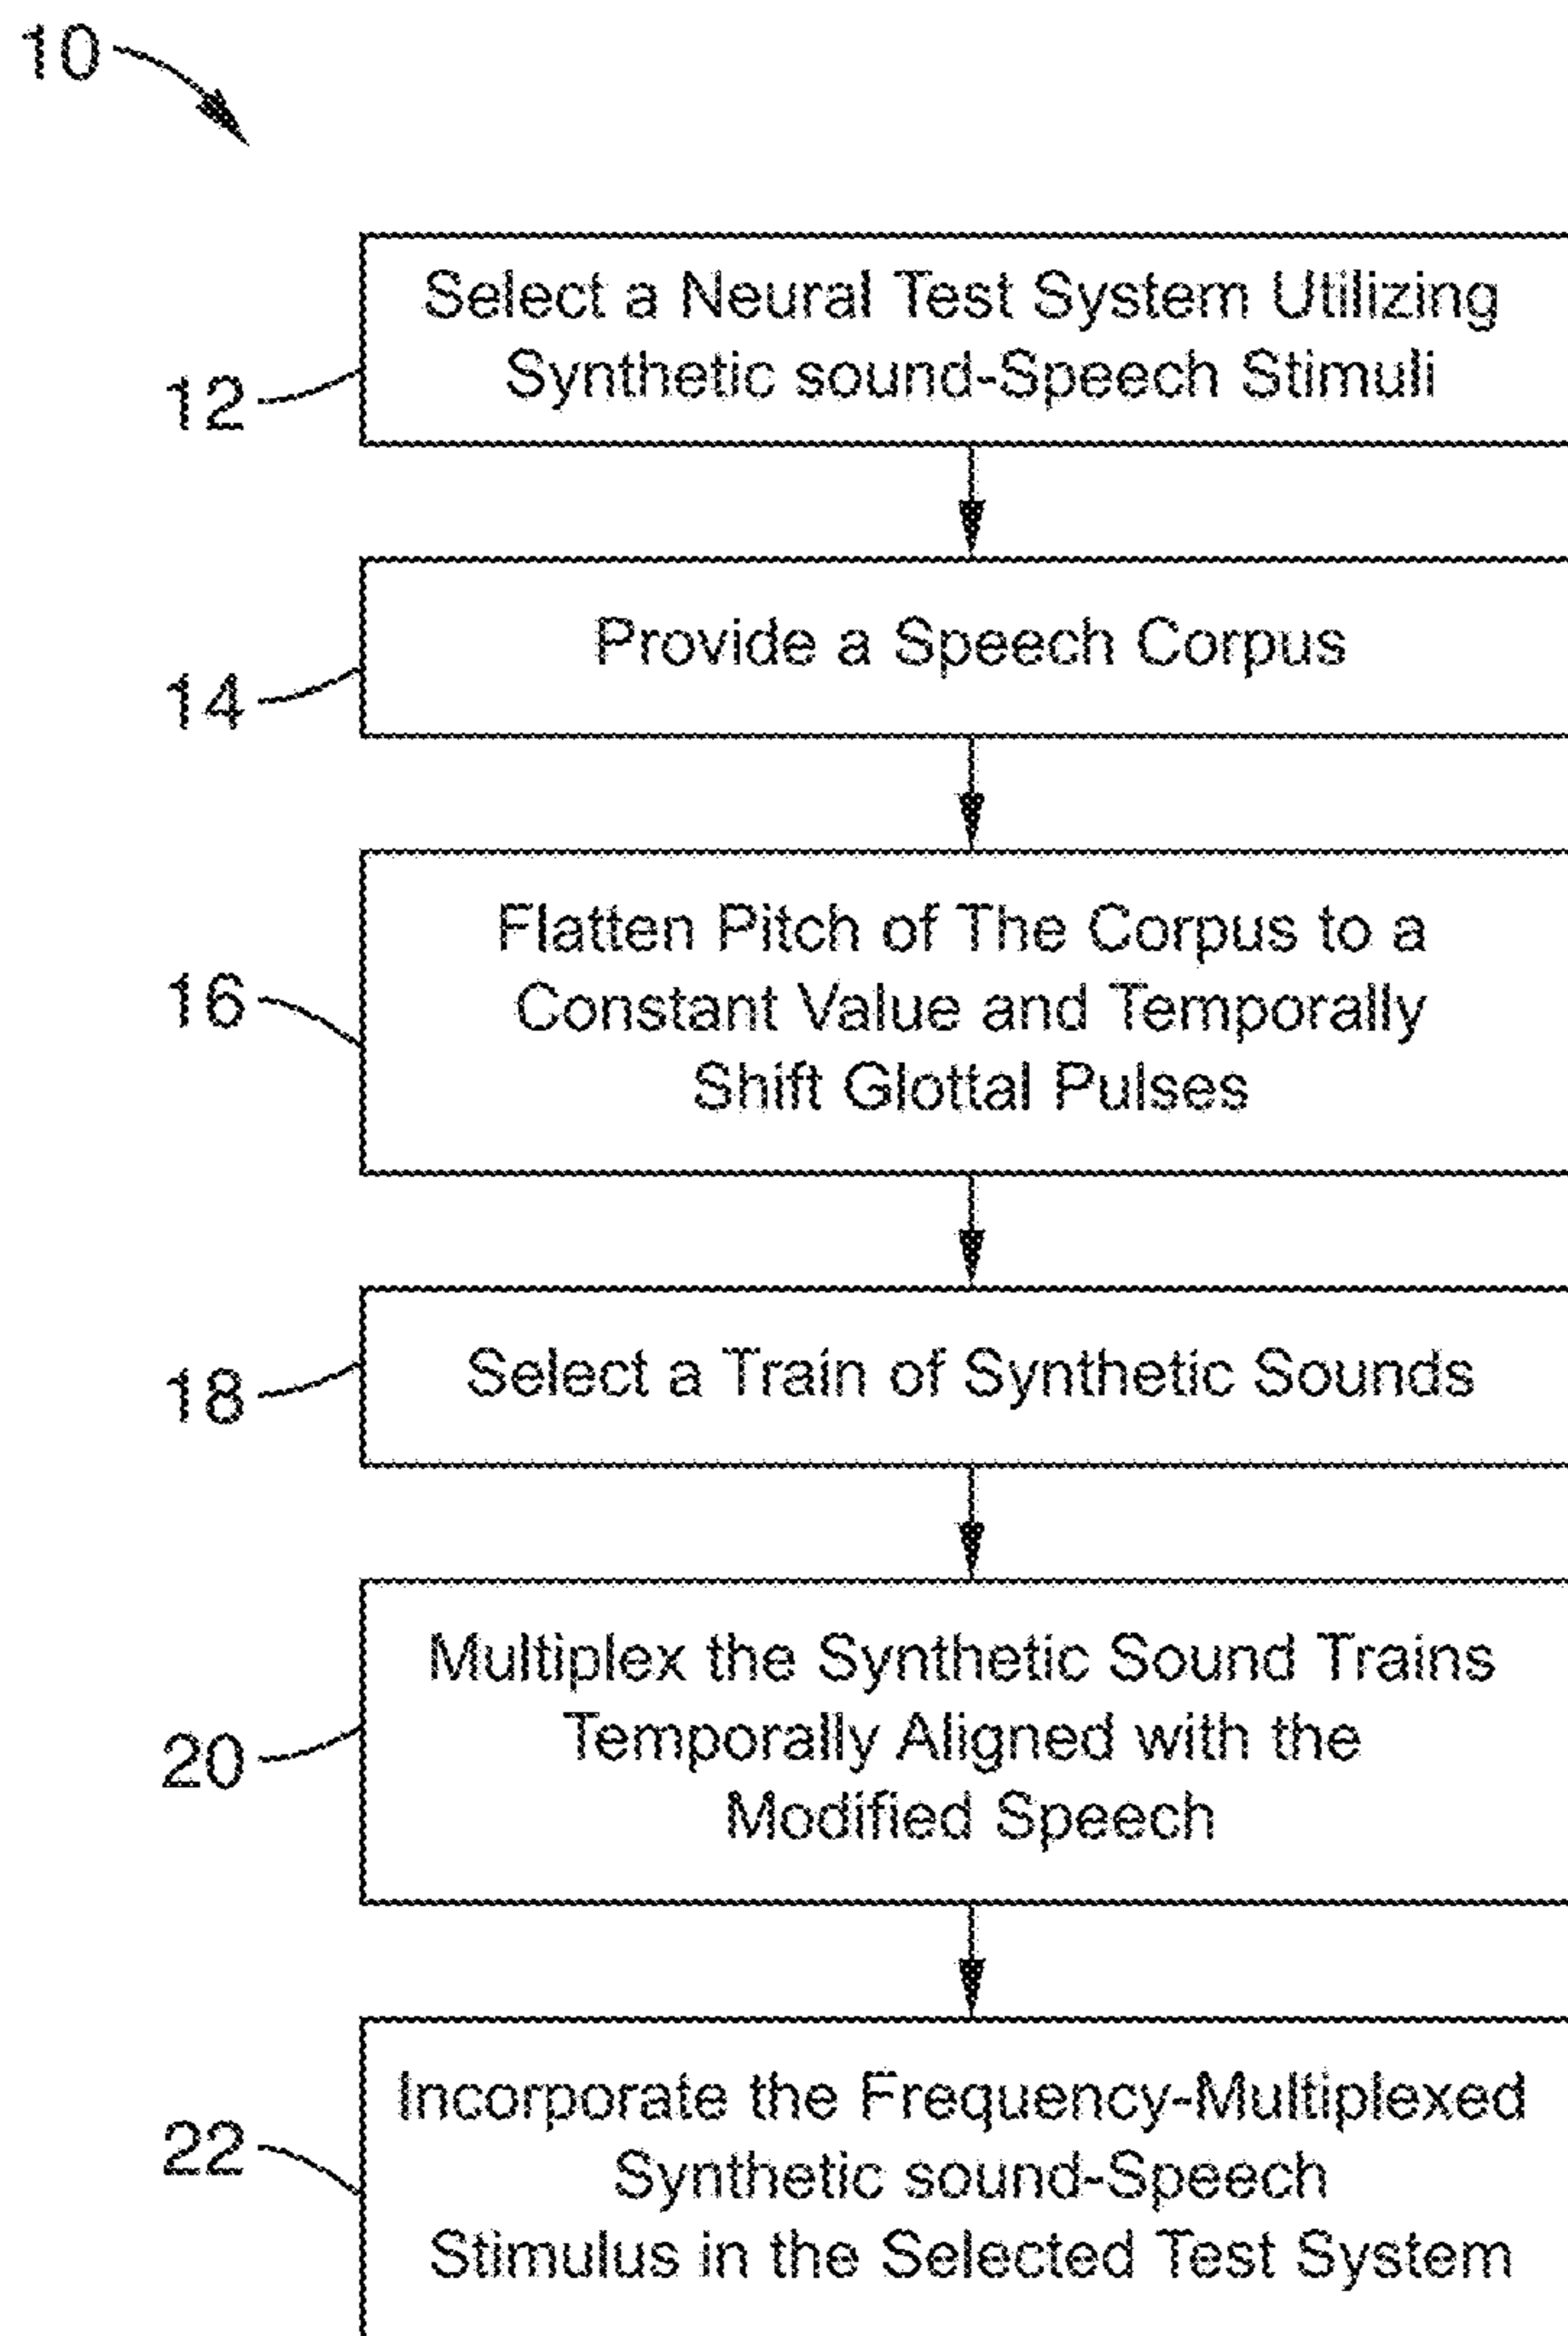 10
Select a Neural Test System Utilizing
Synthetic sound-Speech Stimuli
12
Provide a Speech Corpus
14
Flatten Pitch of The Corpus to a
Constant Value and Temporally
Shift Glottal Pulses
16
Select a Train of Synthetic Sounds
18
Multiplex the Synthetic Sound Trains
Temporally Aligned with the
Modified Speech
20
Incorporate the Frequency-Multiplexed
Synthetic sound-Speech
Stimulus in the Selected Test System
22